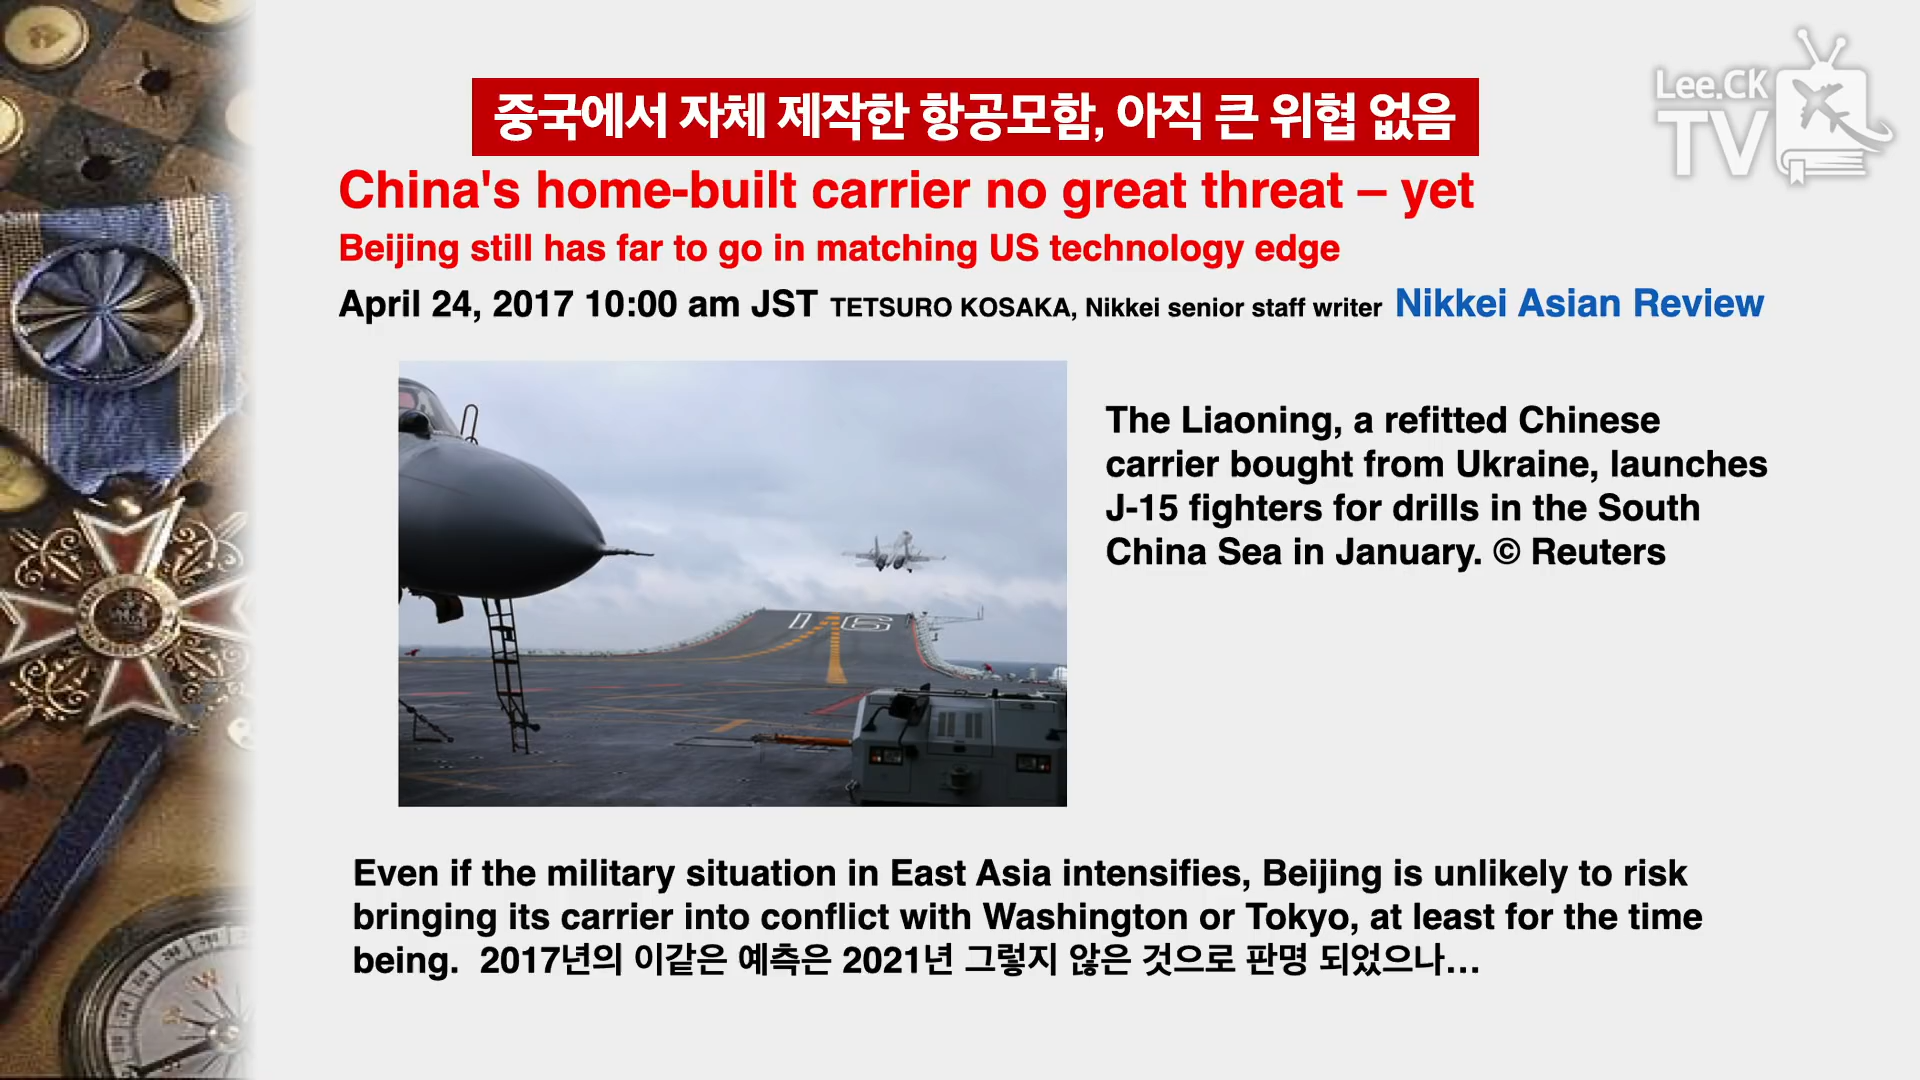 Lee.CK
TV
중국에서 자체 제작한 항공모함, 아직 큰 위협 없음
China's home-built carrier no great threat – yet
Beijing still has far to go in matching US technology edge
April 24, 2017 10:00 am JST TETSURO KOSAKA, Nikkei senior staff writer Nikkei Asian Review
16
The Liaoning, a refitted Chinese
carrier bought from Ukraine, launches
J-15 fighters for drills in the South
China Sea in January. © Reuters
Even if the military situation in East Asia intensifies, Beijing is unlikely to risk
bringing its carrier into conflict with Washington or Tokyo, at least for the time
being. 2017년의 이같은 예측은 2021년 그렇지 않은 것으로 판명 되었으나...